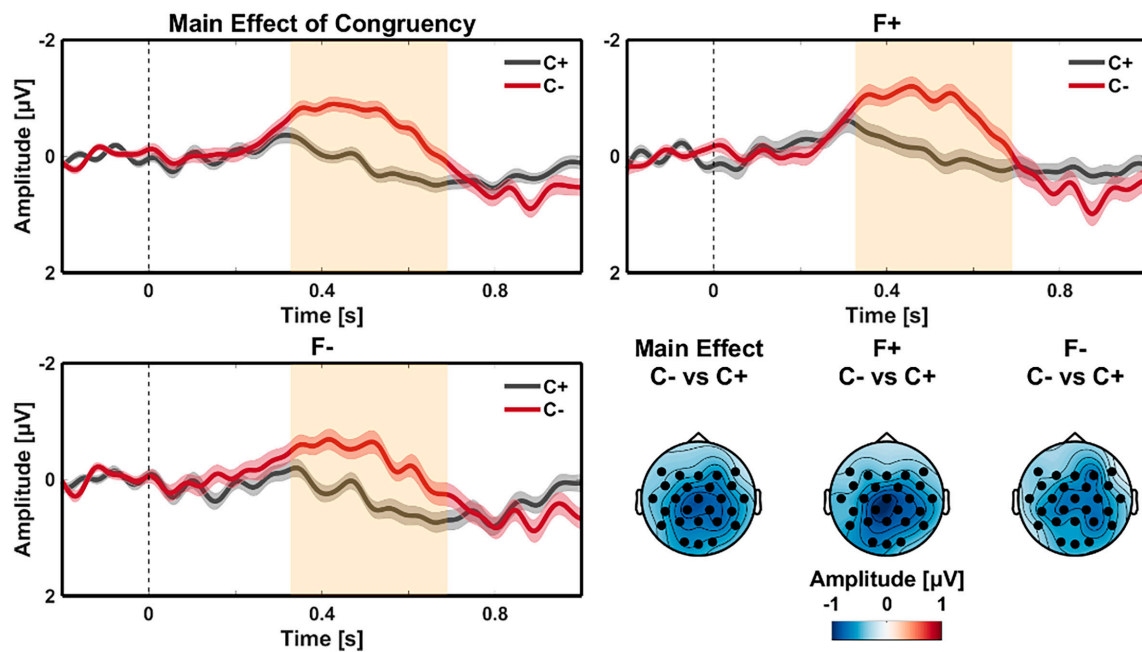 Main Effect of Congruency
-2
0
2
Amplitude [µV]
C+
C-
0
0.4
0.8
Time [s]
F+
-2
0
2
Amplitude [µV]
C+
C-
0
0.4
0.8
Time [s]
F-
-2
0
2
Amplitude [µV]
C+
C-
0
0.4
0.8
Time [s]
Main Effect
C- vs C+
F+
C- vs C+
F-
C- vs C+
Amplitude [µV]
-1 0 1